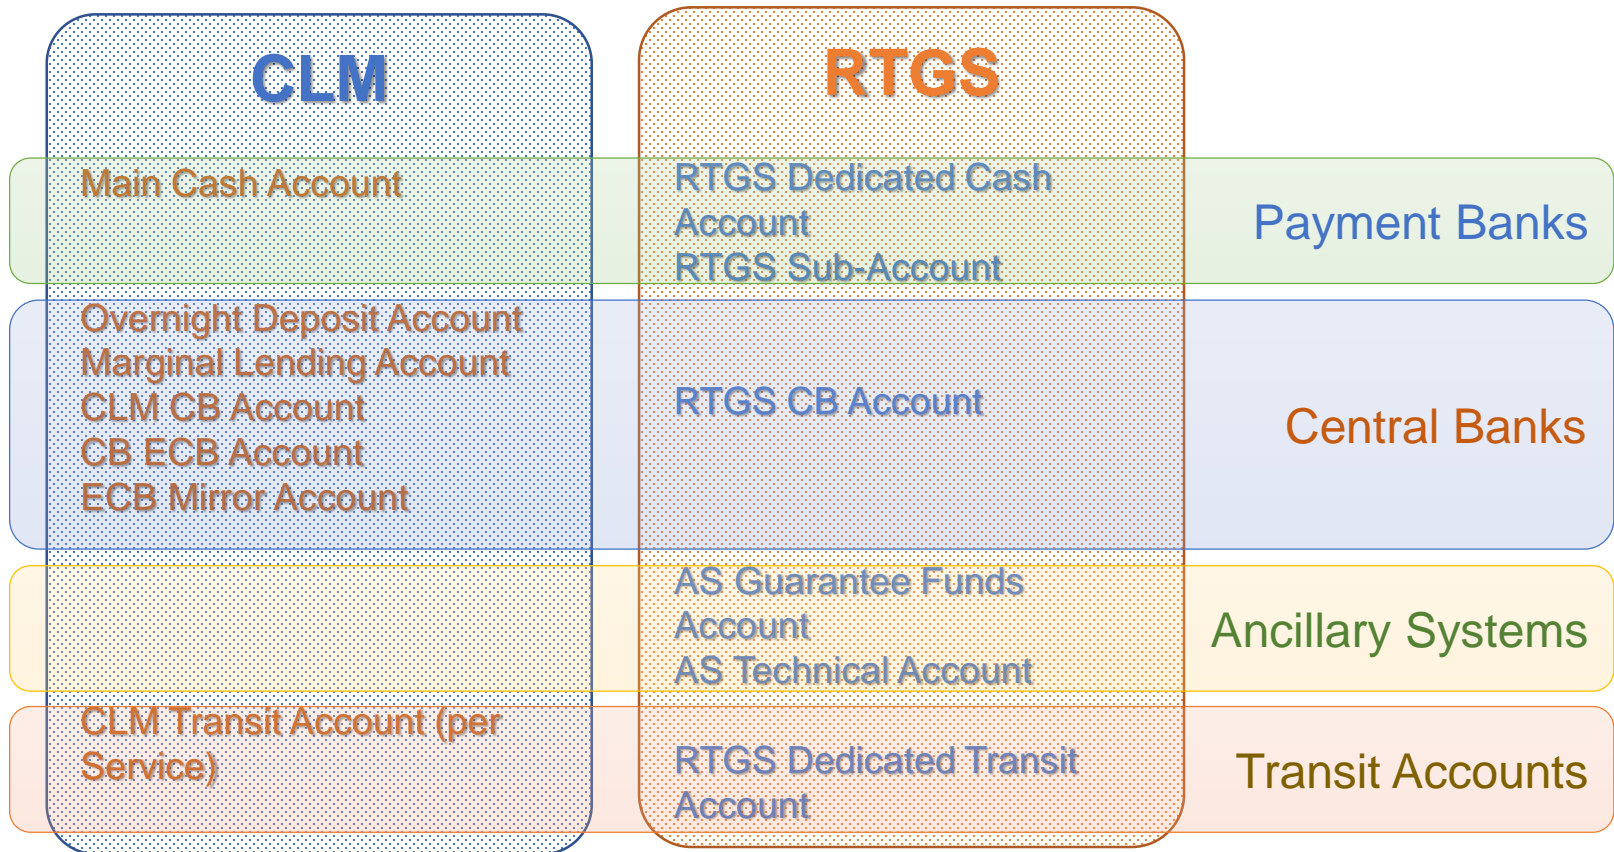 CLM
RTGS
Main Cash Account
RTGS Dedicated Cash
Account
RTGS Sub-Account
Payment Banks
Overnight Deposit Account
Marginal Lending Account
CLM CB Account
CB ECB Account
ECB Mirror Account
RTGS CB Account
Central Banks
AS Guarantee Funds
Account
AS Technical Account
Ancillary Systems
CLM Transit Account (per
Service)
RTGS Dedicated Transit
Account
Transit Accounts